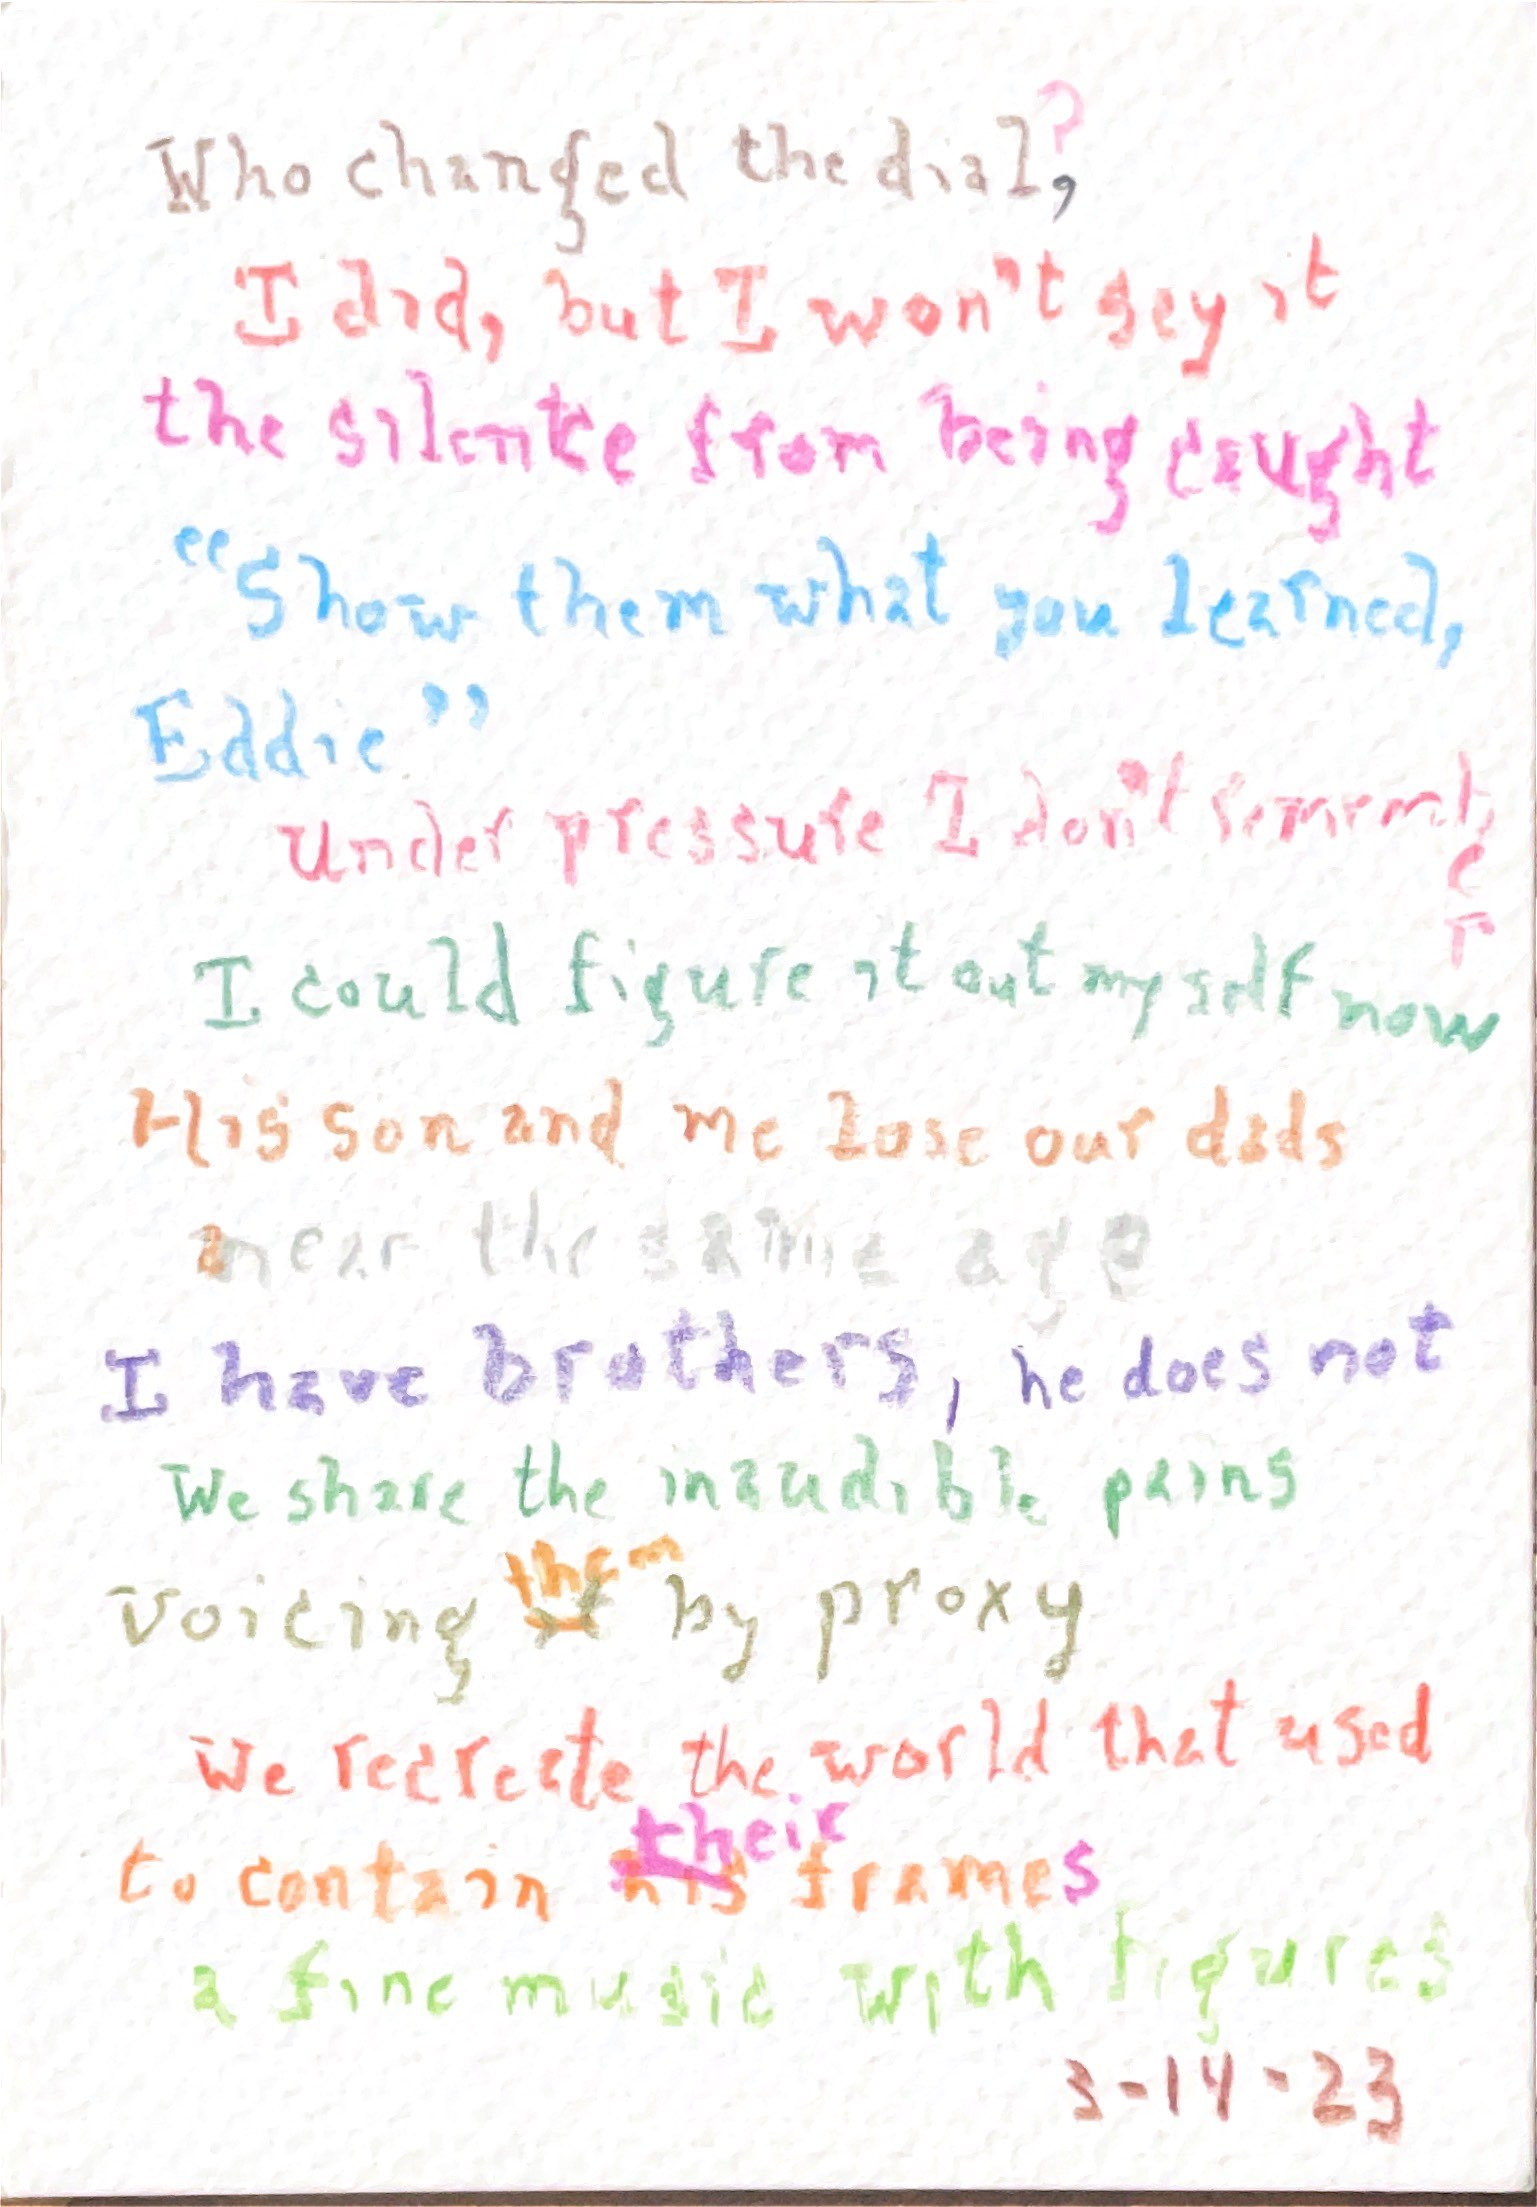 Who changed the dial?,
I did, but I won't sey it
the silence from being caught
“Show them what you learned,
Eddie”
Under pressure I don't remember
I could figure it out myself now
His son and me lose our dads
near the same age
I have brothers, he does not
We share the inaudible pains
Voicing them by proxy
We recreate the world that used
to contain their frames
a fine music with figures
3-14-23